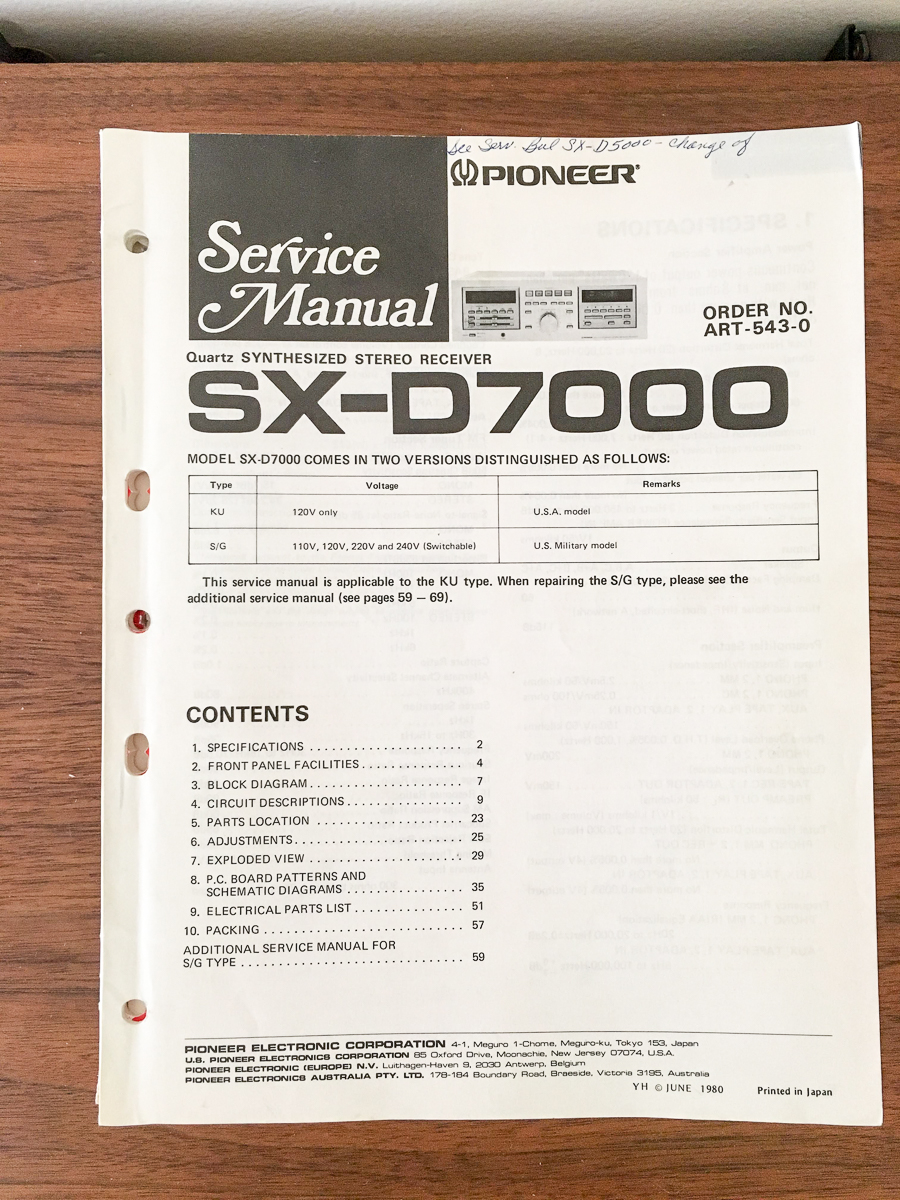 See Serv. Bul SX-D5000 - change of
PIONEER®
Service
Manual
ORDER NO.
ART-543-0
Quartz SYNTHESIZED STEREO RECEIVER
SX-D7000
MODEL SX-D7000 COMES IN TWO VERSIONS DISTINGUISHED AS FOLLOWS:
Type Voltage Remarks
KU 120V only U.S.A. model
S/G 110V, 120V, 220V and 240V (Switchable) U.S. Military model
This service manual is applicable to the KU type. When repairing the S/G type, please see the
additional service manual (see pages 59 – 69).
CONTENTS
1. SPECIFICATIONS . . . . . . . . . . . . . . . . . . . . . . 2
2. FRONT PANEL FACILITIES . . . . . . . . . . . . . . 4
3. BLOCK DIAGRAM . . . . . . . . . . . . . . . . . . . . . 7
4. CIRCUIT DESCRIPTIONS . . . . . . . . . . . . . . . . 9
5. PARTS LOCATION . . . . . . . . . . . . . . . . . . . . . 23
6. ADJUSTMENTS . . . . . . . . . . . . . . . . . . . . . . . . 25
7. EXPLODED VIEW . . . . . . . . . . . . . . . . . . . . . . 29
8. P.C. BOARD PATTERNS AND
SCHEMATIC DIAGRAMS . . . . . . . . . . . . . . . . . 35
9. ELECTRICAL PARTS LIST . . . . . . . . . . . . . . . 51
10. PACKING . . . . . . . . . . . . . . . . . . . . . . . . . . . . 57
ADDITIONAL SERVICE MANUAL FOR
S/G TYPE . . . . . . . . . . . . . . . . . . . . . . . . . . . . . . . 59
PIONEER ELECTRONIC CORPORATION 4-1, Meguro 1-Chome, Meguro-ku, Tokyo 153, Japan
U.S. PIONEER ELECTRONICS CORPORATION 85 Oxford Drive, Moonachie, New Jersey 07074, U.S.A.
PIONEER ELECTRONIC (EUROPE) N.V. Luithagen-Haven 9, 2030 Antwerp, Belgium
PIONEER ELECTRONICS AUSTRALIA PTY. LTD. 178-184 Boundary Road, Braeside, Victoria 3195, Australia
YH © JUNE 1980 Printed in Japan